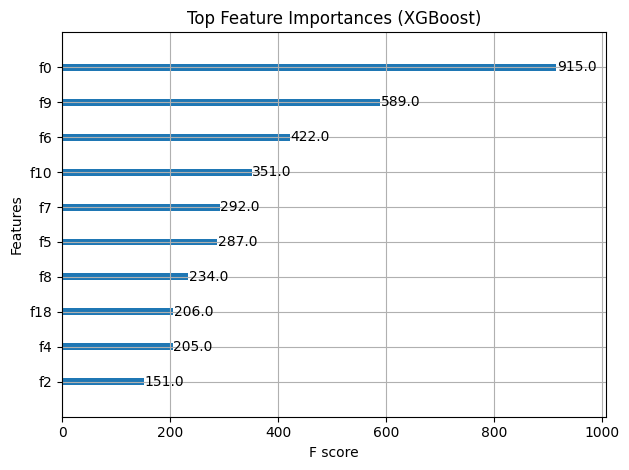 Top Feature Importances (XGBoost)
Features
f0 915.0
f9 589.0
f6 422.0
f10 351.0
f7 292.0
f5 287.0
f8 234.0
f18 206.0
f4 205.0
f2 151.0
0 200 400 600 800 1000
F score